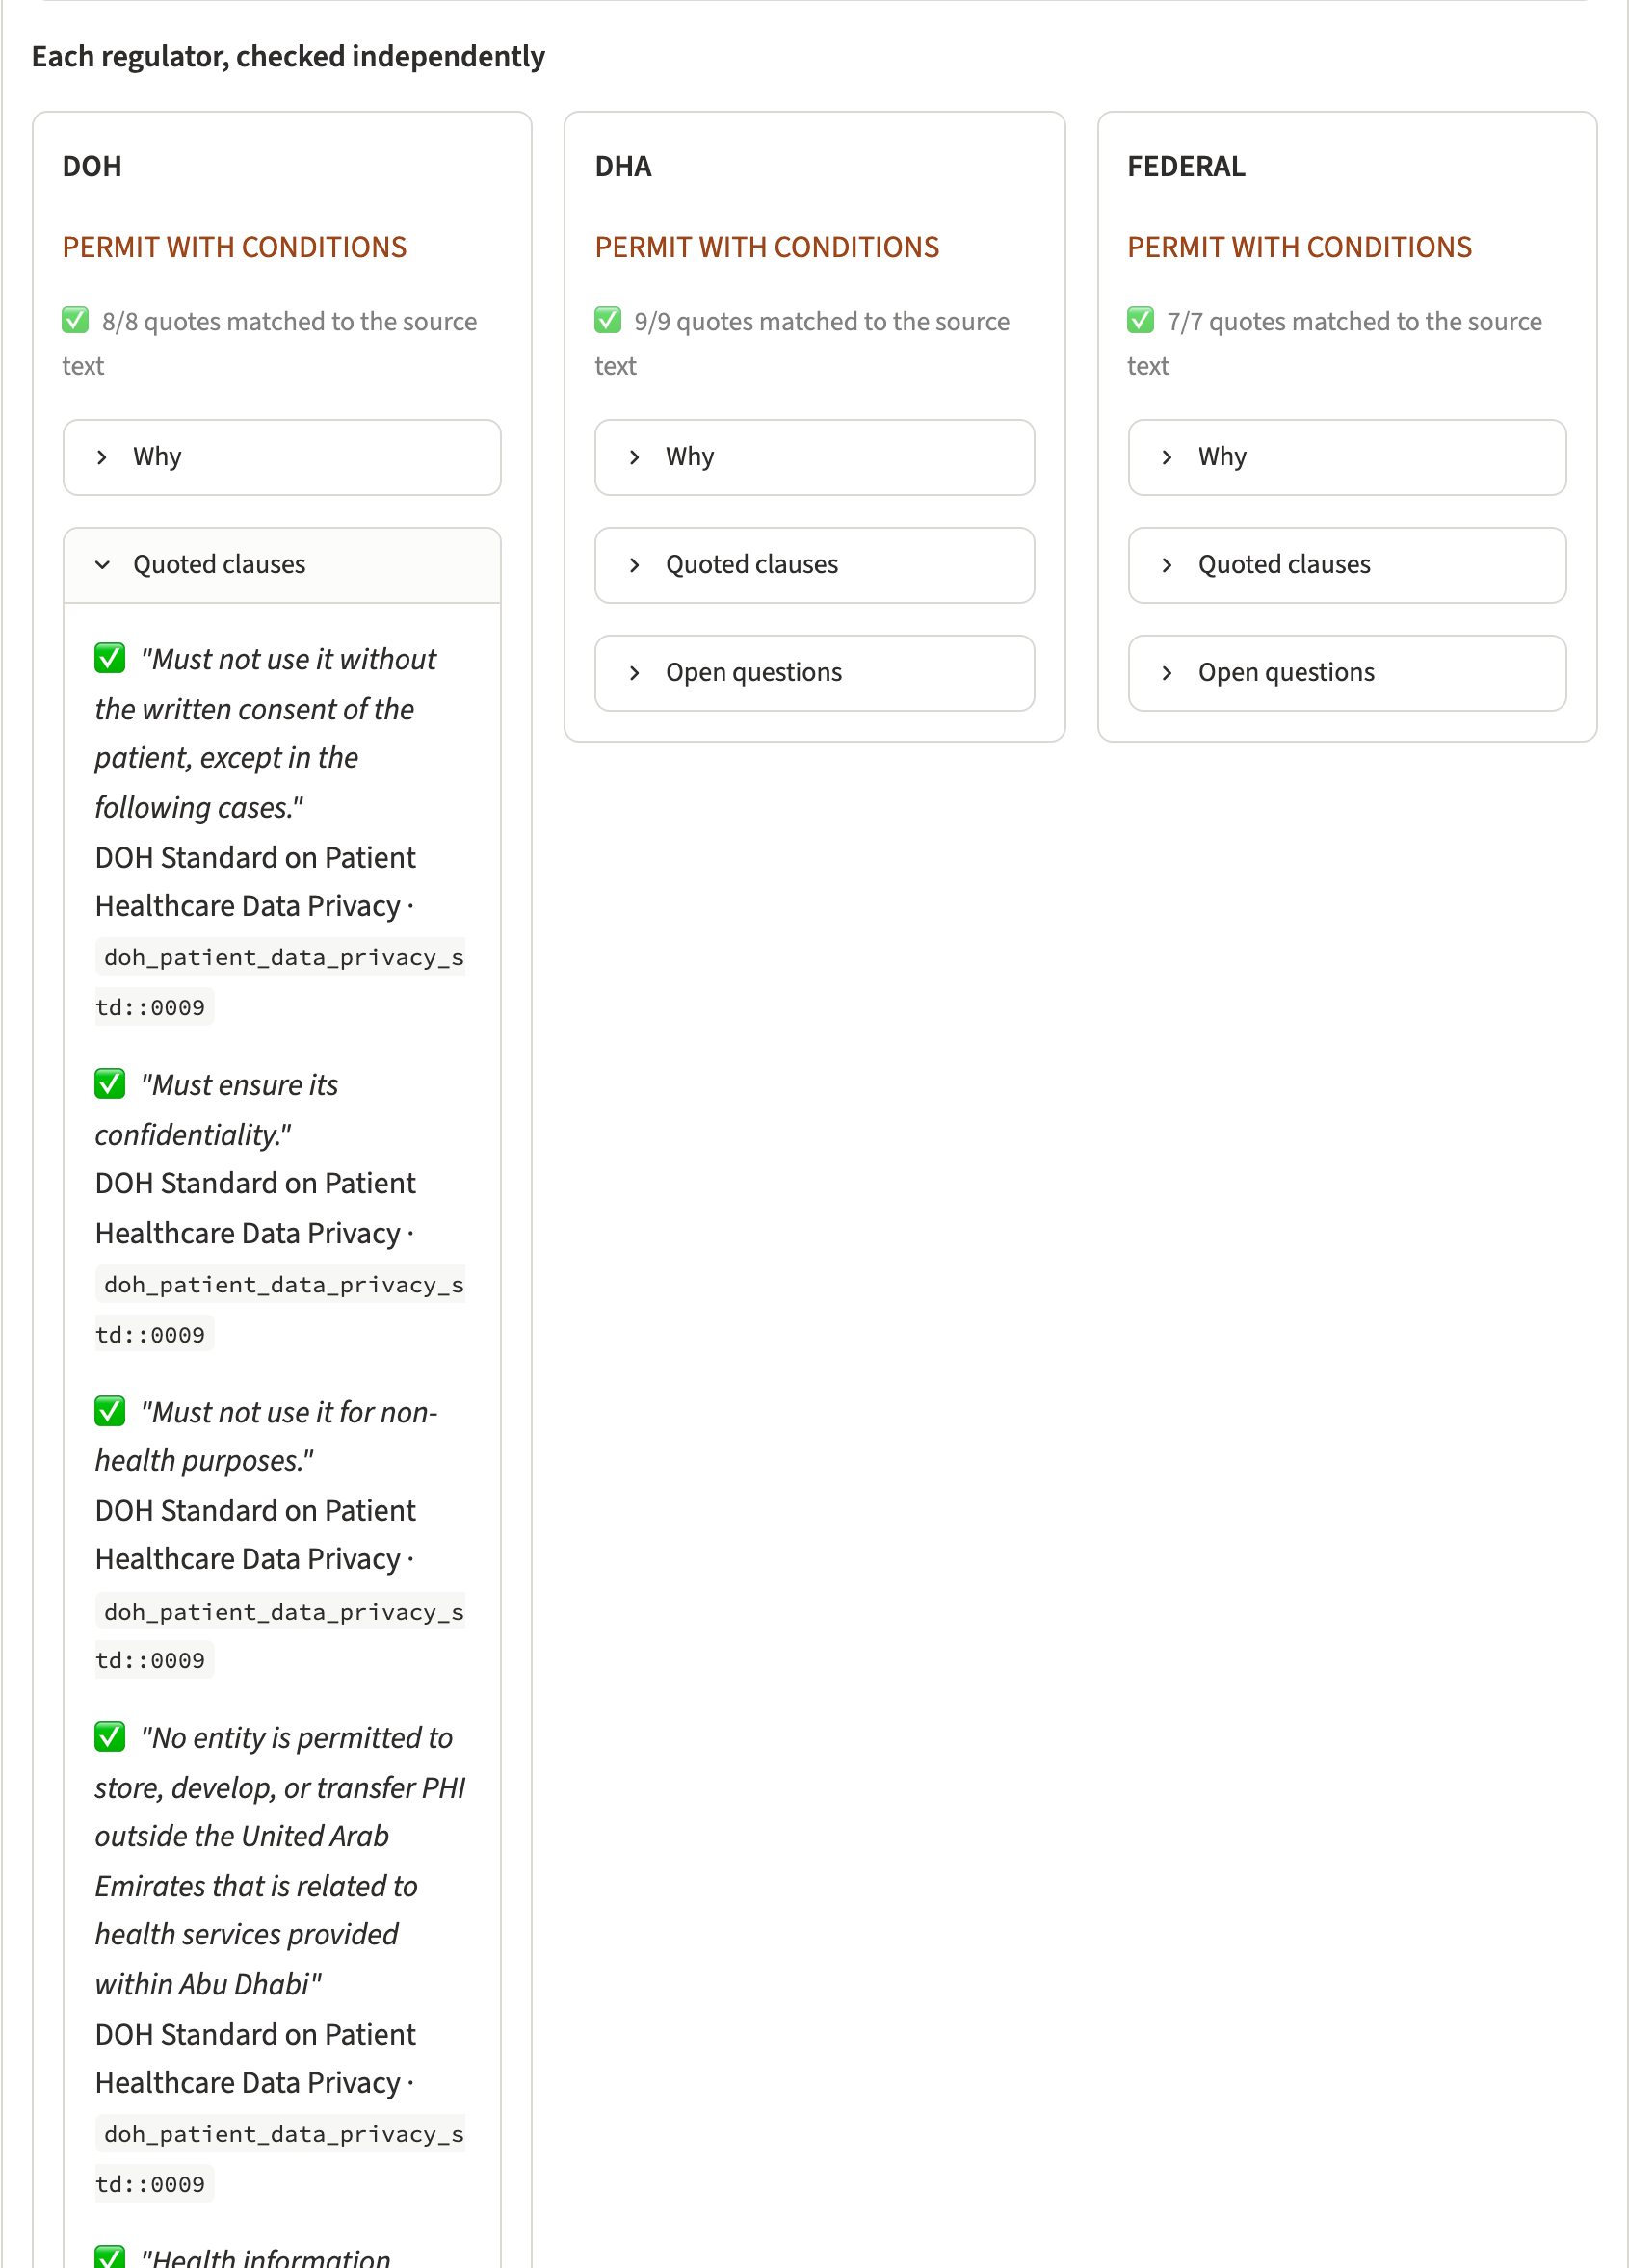 Each regulator, checked independently
DOH
PERMIT WITH CONDITIONS
✅ 8/8 quotes matched to the source
text
Why
Quoted clauses
✅ "Must not use it without
the written consent of the
patient, except in the
following cases."
DOH Standard on Patient
Healthcare Data Privacy ·
doh_patient_data_privacy_s
td::0009
✅ "Must ensure its
confidentiality."
DOH Standard on Patient
Healthcare Data Privacy ·
doh_patient_data_privacy_s
td::0009
✅ "Must not use it for non-
health purposes."
DOH Standard on Patient
Healthcare Data Privacy ·
doh_patient_data_privacy_s
td::0009
✅ "No entity is permitted to
store, develop, or transfer PHI
outside the United Arab
Emirates that is related to
health services provided
within Abu Dhabi"
DOH Standard on Patient
Healthcare Data Privacy ·
doh_patient_data_privacy_s
td::0009
✅ "Health information
DHA
PERMIT WITH CONDITIONS
✅ 9/9 quotes matched to the source
text
Why
Quoted clauses
Open questions
FEDERAL
PERMIT WITH CONDITIONS
✅ 7/7 quotes matched to the source
text
Why
Quoted clauses
Open questions